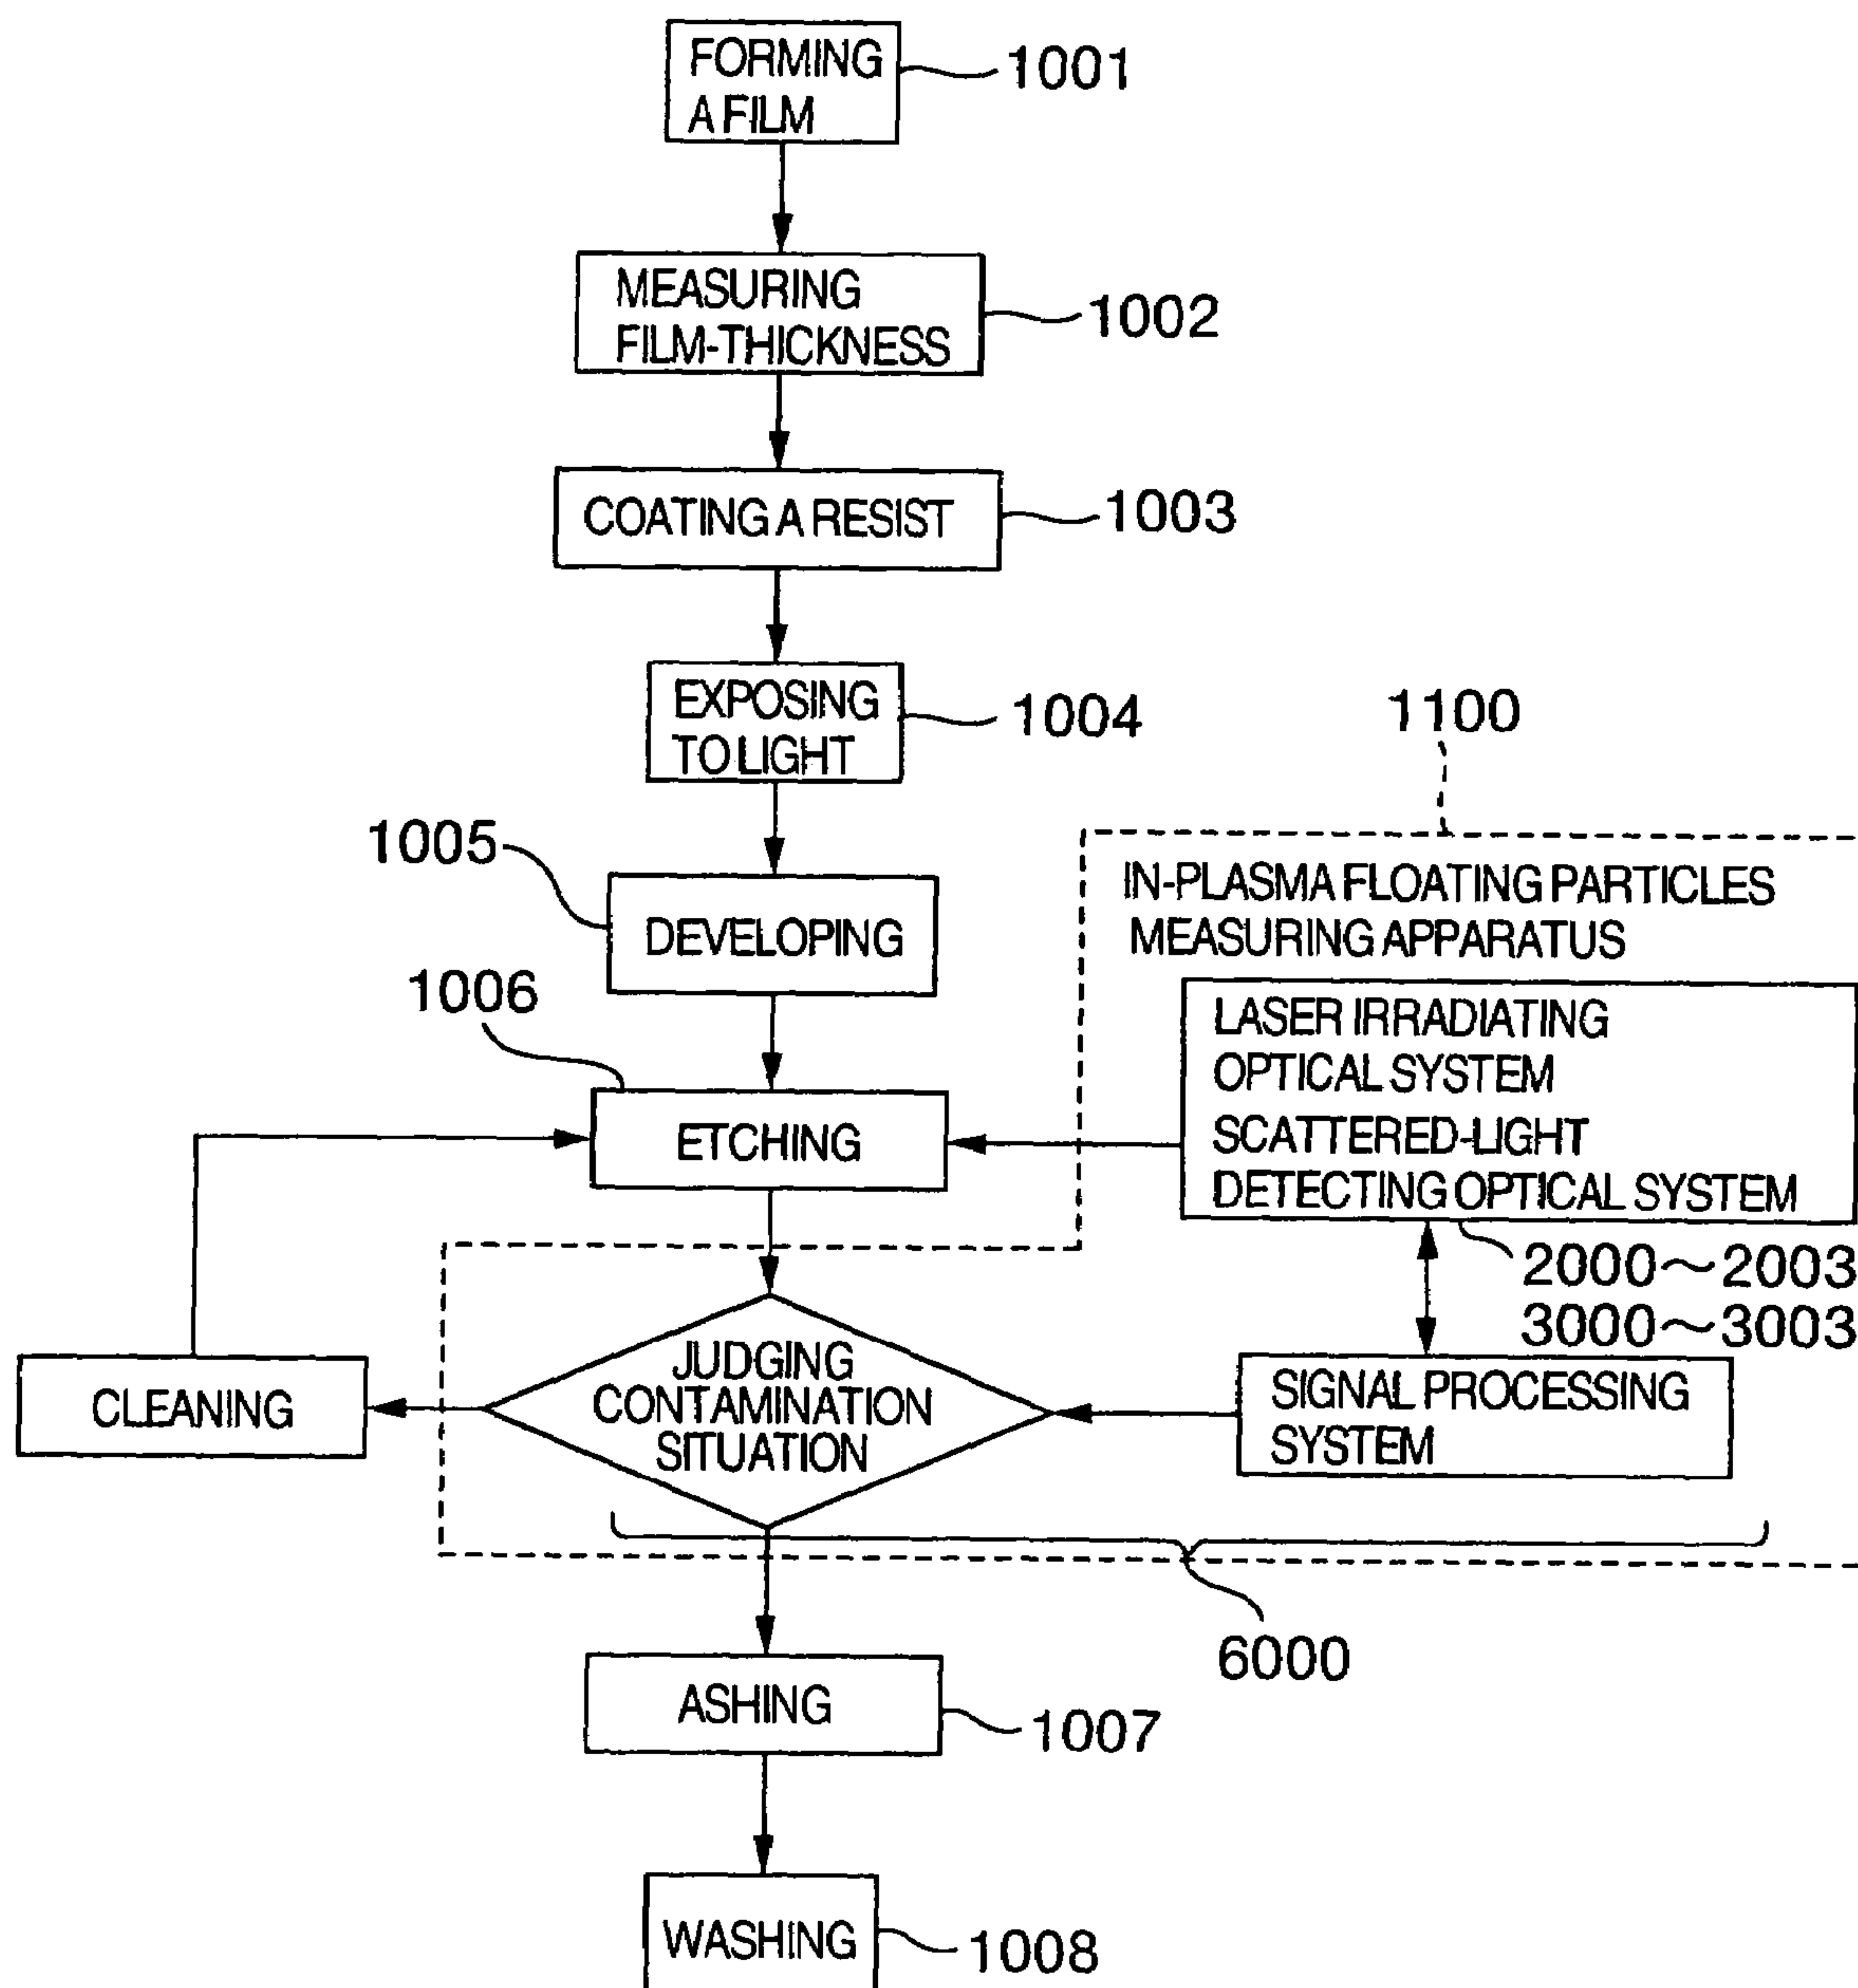 FORMING
A FILM
1001
MEASURING
FILM-THICKNESS
1002
COATING A RESIST
1003
EXPOSING
TO LIGHT
1004
1100
1005
DEVELOPING
IN-PLASMA FLOATING PARTICLES
MEASURING APPARATUS
1006
ETCHING
LASER IRRADIATING
OPTICAL SYSTEM
SCATTERED-LIGHT
DETECTING OPTICAL SYSTEM
2000~2003
3000~3003
CLEANING
JUDGING
CONTAMINATION
SITUATION
SIGNAL PROCESSING
SYSTEM
6000
ASHING
1007
WASHING
1008